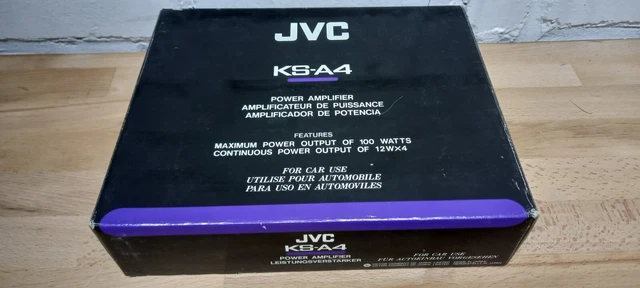 JVC
KS-A4
POWER AMPLIFIER
AMPLIFICATEUR DE PUISSANCE
AMPLIFICADOR DE POTENCIA
FEATURES
MAXIMUM POWER OUTPUT OF 100 WATTS
CONTINUOUS POWER OUTPUT OF 12W×4
FOR CAR USE
UTILISE POUR AUTOMOBILE
PARA USO EN AUTOMOVILES
JVC
KS-A4
POWER AMPLIFIER
LEISTUNGSVERSTARKER
FOR CAR USE
FÜR AUTOEINBAU VORGESEHEN